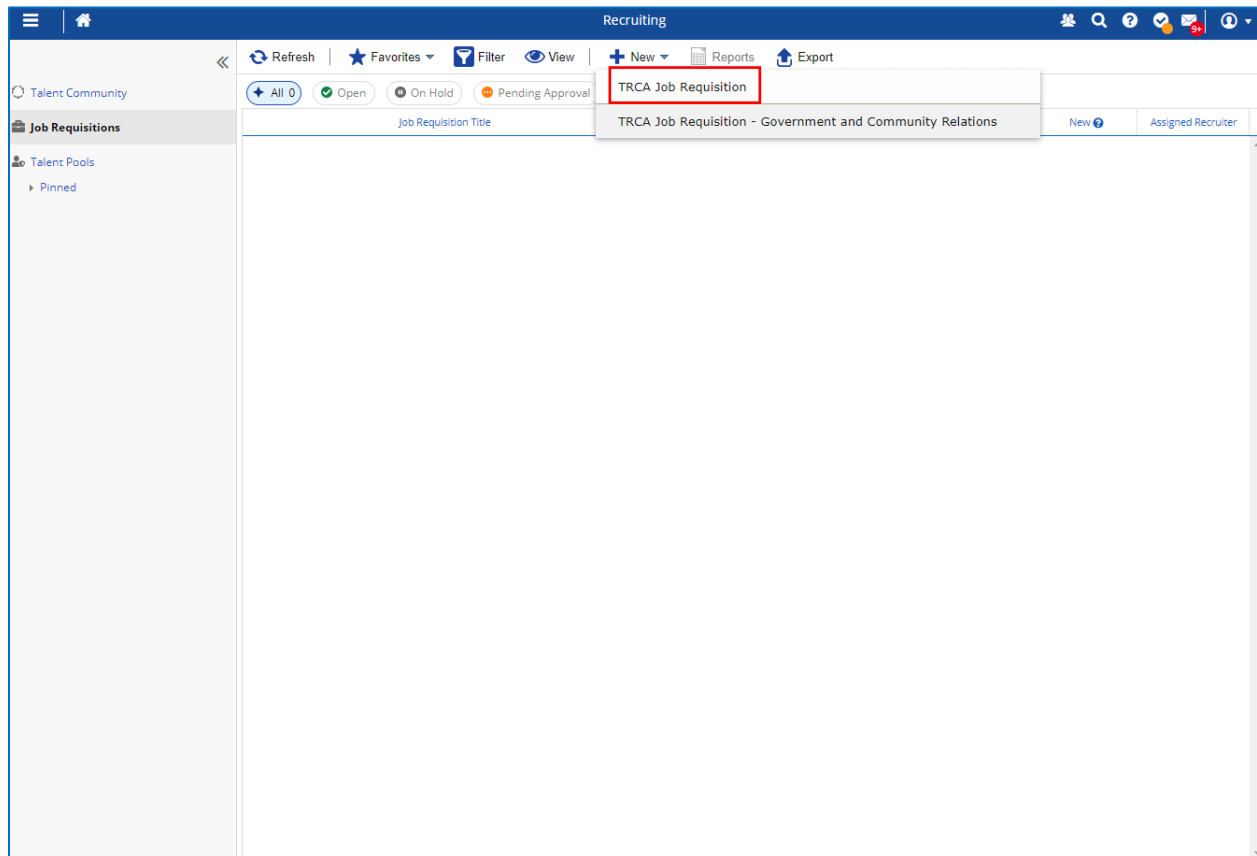 Recruiting
9+
Refresh Favorites Filter View New Reports Export
TRCA Job Requisition
Talent Community
All 0 Open On Hold Pending Approval
Job Requisitions
Job Requisition Title
TRCA Job Requisition - Government and Community Relations
New Assigned Recruiter
Talent Pools
Pinned